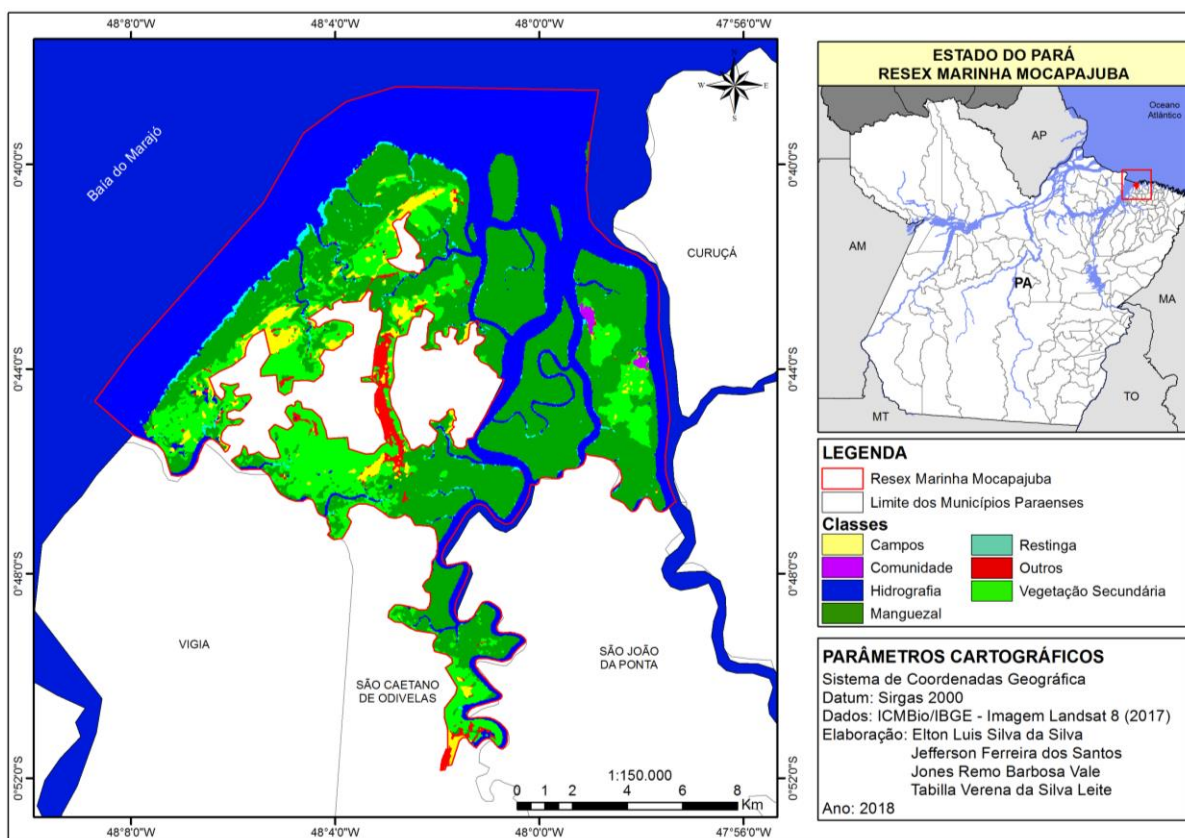 48°8'0"W
48°4'0"W
48°0'0"W
47°56'0"W
0°40'0"S
0°44'0"S
0°48'0"S
0°52'0"S
N
W
E
S
Baía do Marajó
CURUÇÁ
VIGIA
SÃO CAETANO
DE ODIVELAS
SÃO JOÃO
DA PONTA
1:150.000
0 1 2 4 6 8
Km
0°40'0"S
0°44'0"S
0°48'0"S
0°52'0"S
48°8'0"W
48°4'0"W
48°0'0"W
47°56'0"W
ESTADO DO PARÁ
RESEX MARINHA MOCAPAJUBA
Oceano
Atlântico
AP
AM
PA
MA
MT
TO
LEGENDA
Resex Marinha Mocapajuba
Limite dos Municípios Paraenses
Classes
Campos
Comunidade
Hidrografia
Manguezal
Restinga
Outros
Vegetação Secundária
PARÂMETROS CARTOGRÁFICOS
Sistema de Coordenadas Geográfica
Datum: Sirgas 2000
Dados: ICMBio/IBGE - Imagem Landsat 8 (2017)
Elaboração: Elton Luis Silva da Silva
Jefferson Ferreira dos Santos
Jones Remo Barbosa Vale
Tabilla Verena da Silva Leite
Ano: 2018